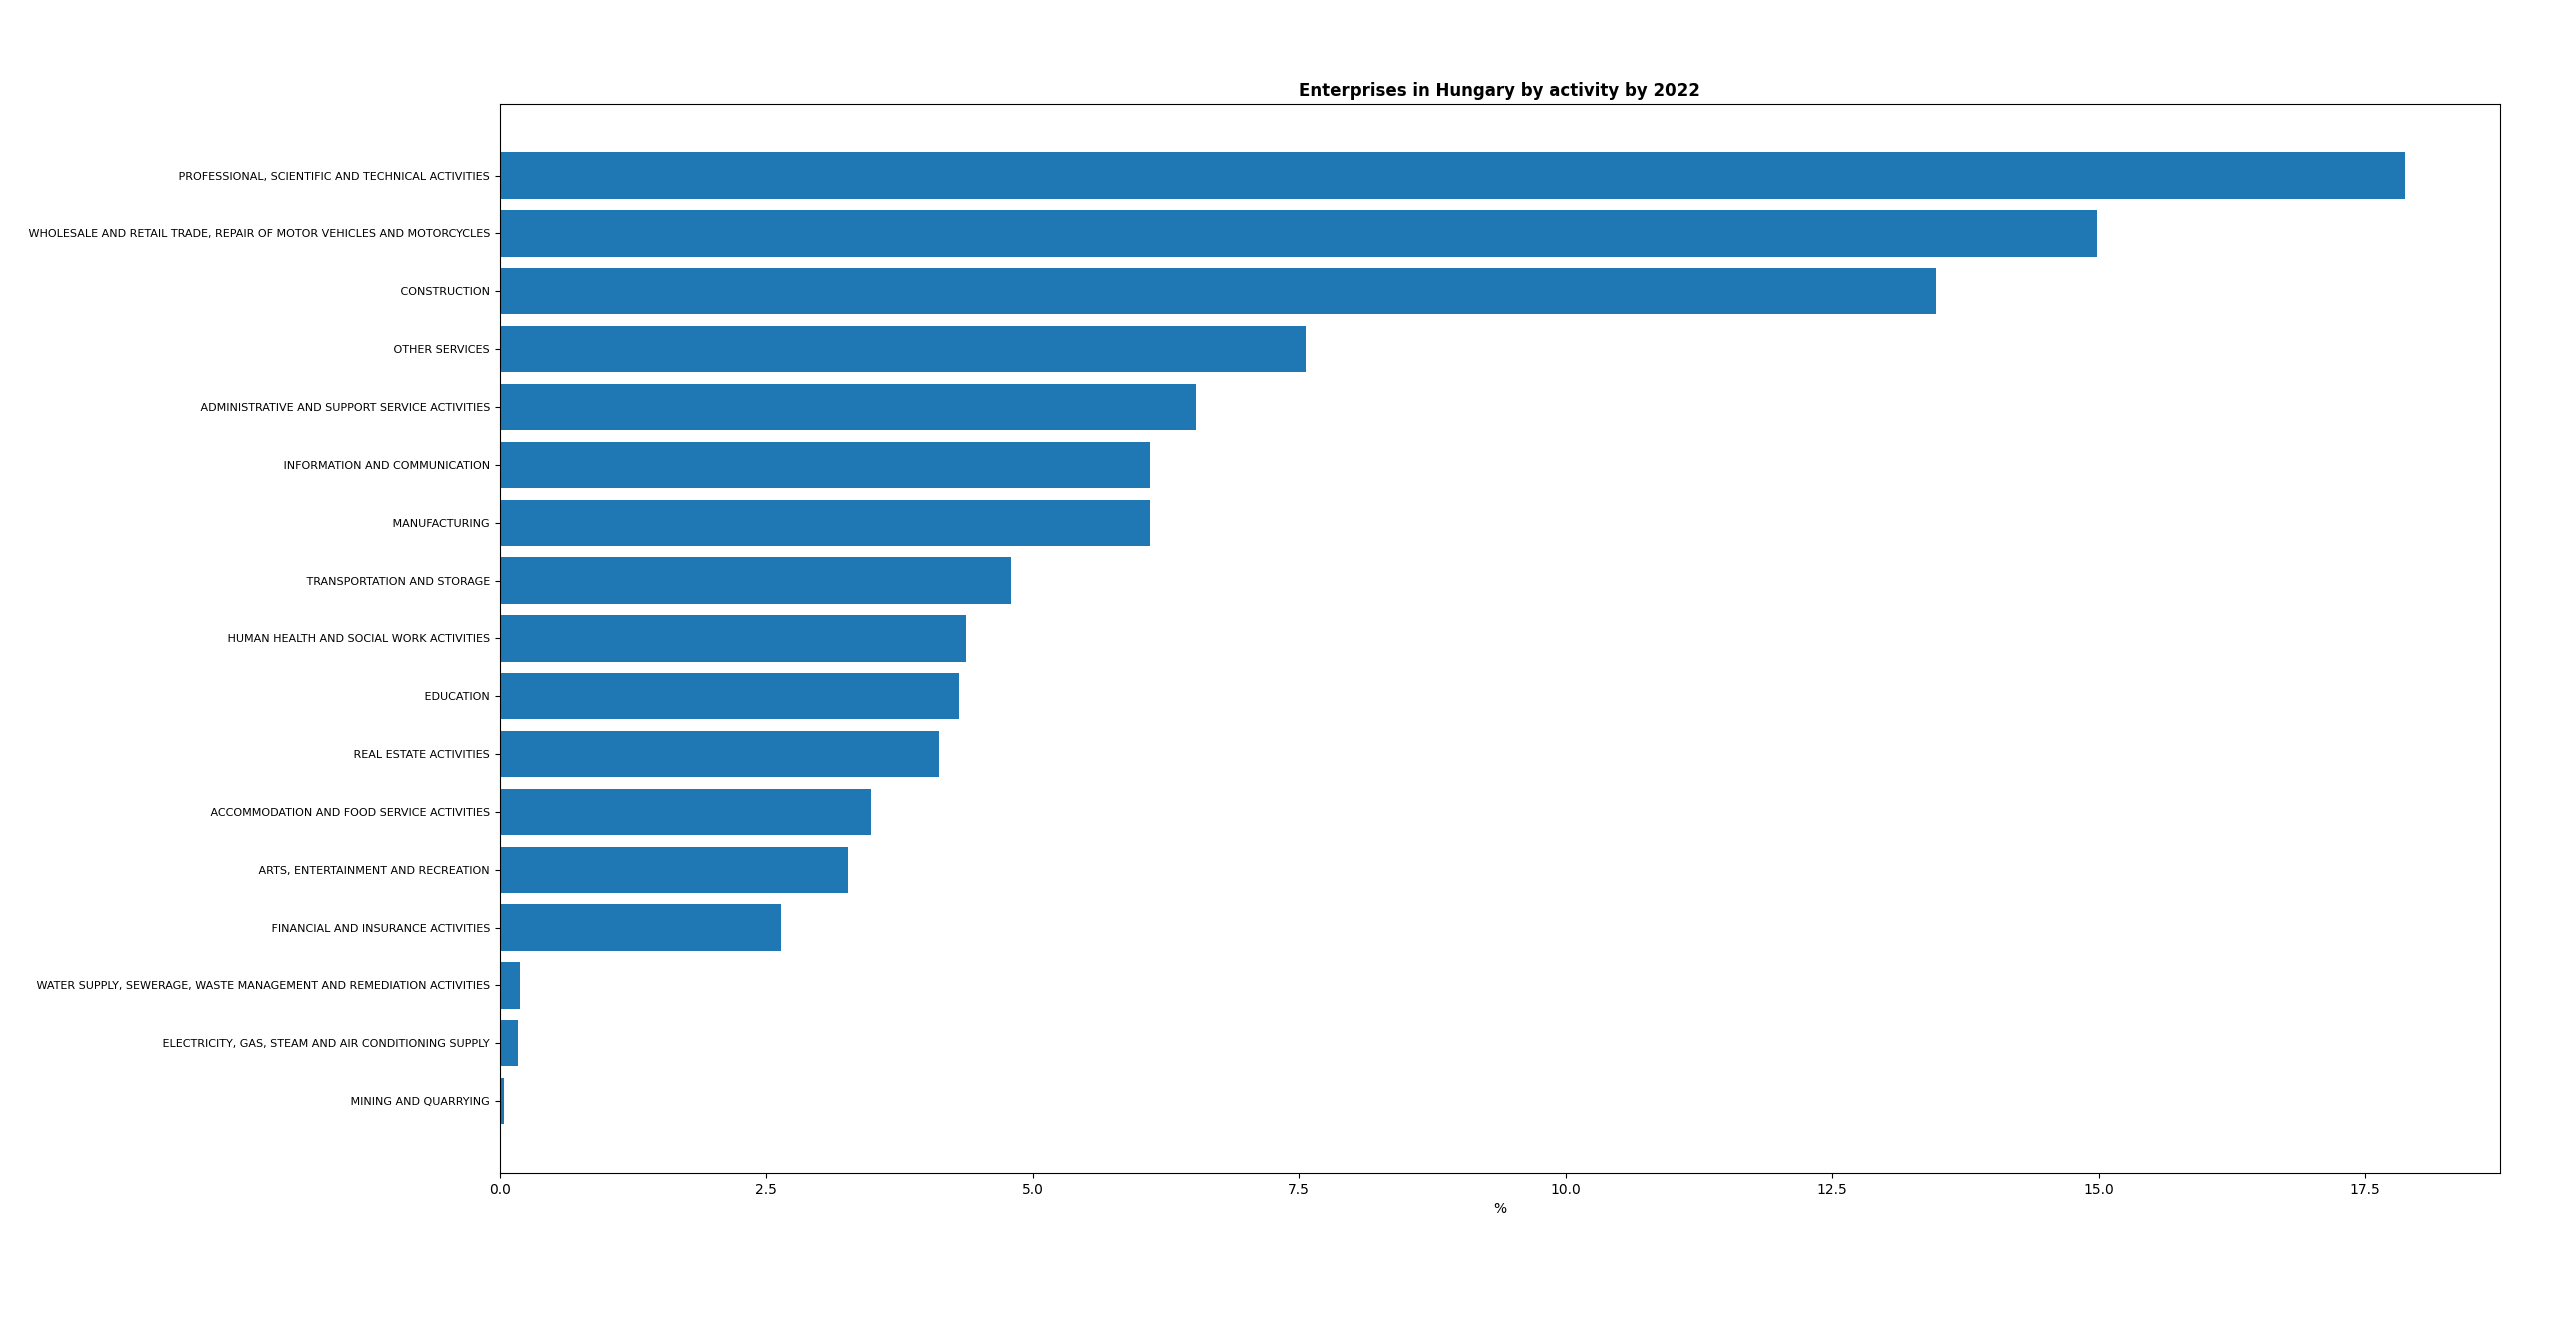 Enterprises in Hungary by activity by 2022
PROFESSIONAL, SCIENTIFIC AND TECHNICAL ACTIVITIES
WHOLESALE AND RETAIL TRADE, REPAIR OF MOTOR VEHICLES AND MOTORCYCLES
CONSTRUCTION
OTHER SERVICES
ADMINISTRATIVE AND SUPPORT SERVICE ACTIVITIES
INFORMATION AND COMMUNICATION
MANUFACTURING
TRANSPORTATION AND STORAGE
HUMAN HEALTH AND SOCIAL WORK ACTIVITIES
EDUCATION
REAL ESTATE ACTIVITIES
ACCOMMODATION AND FOOD SERVICE ACTIVITIES
ARTS, ENTERTAINMENT AND RECREATION
FINANCIAL AND INSURANCE ACTIVITIES
WATER SUPPLY, SEWERAGE, WASTE MANAGEMENT AND REMEDIATION ACTIVITIES
ELECTRICITY, GAS, STEAM AND AIR CONDITIONING SUPPLY
MINING AND QUARRYING
0.0 2.5 5.0 7.5 10.0 12.5 15.0 17.5
%